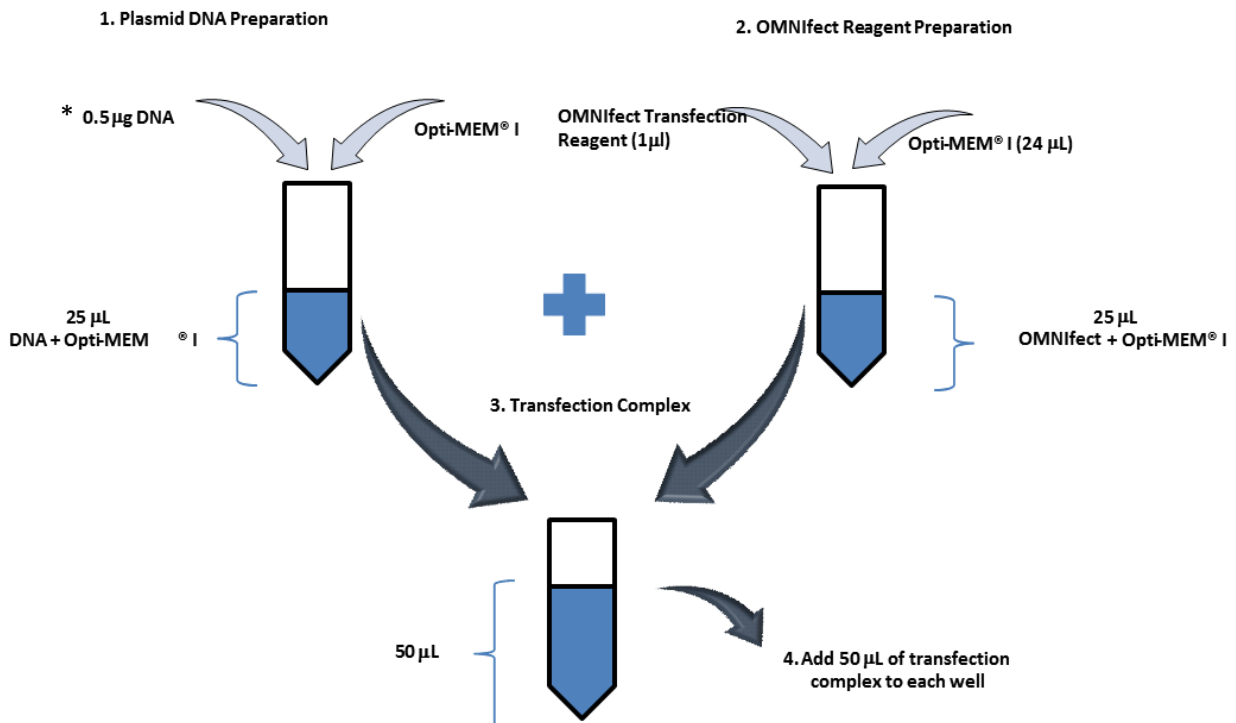 1. Plasmid DNA Preparation
2. OMNIfect Reagent Preparation
* 0.5 µg DNA
Opti-MEM® I
OMNIfect Transfection
Reagent (1µl)
Opti-MEM® I (24 µL)
25 µL
DNA + Opti-MEM ® I
25 µL
OMNIfect + Opti-MEM® I
3. Transfection Complex
50 µL
4. Add 50 µL of transfection
complex to each well